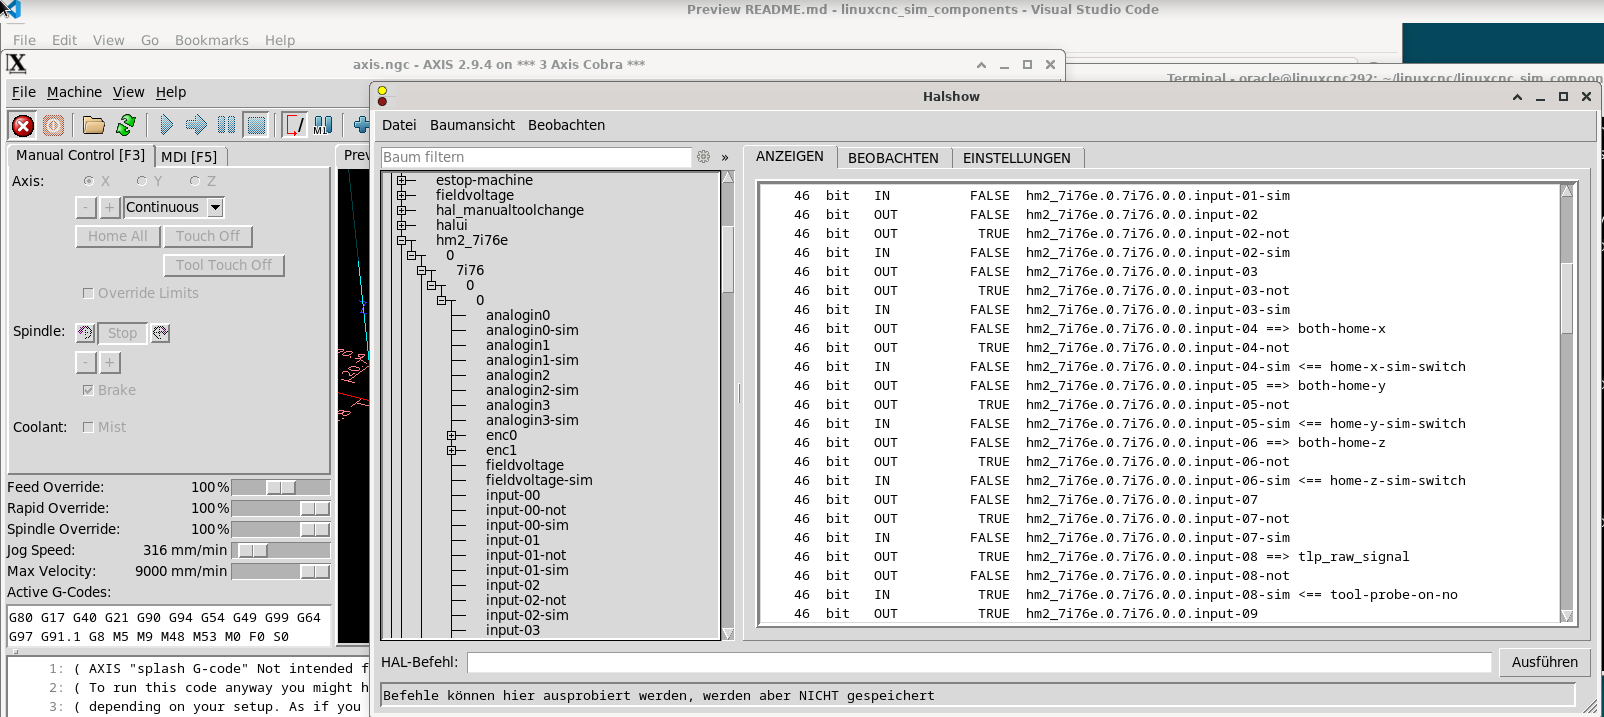 Preview README.md - linuxcnc_sim_components - Visual Studio Code
File Edit View Go Bookmarks Help
axis.ngc - AXIS 2.9.4 on *** 3 Axis Cobra ***
Terminal - oracle@linuxcnc292: ~/linuxcnc/linuxcnc_sim_compon
File Machine View Help
Manual Control [F3] MDI [F5] Prev
Axis: X Y Z
- + Continuous
Home All Touch Off
Tool Touch Off
Override Limits
Spindle: Stop
- +
Brake
Coolant: Mist
Feed Override: 100%
Rapid Override: 100%
Spindle Override: 100%
Jog Speed: 316 mm/min
Max Velocity: 9000 mm/min
Active G-Codes:
G80 G17 G40 G21 G90 G94 G54 G49 G99 G64
G97 G91.1 G8 M5 M9 M48 M53 M0 F0 S0
1: ( AXIS "splash G-code" Not intended f
2: ( To run this code anyway you might h
3: ( depending on your setup. As if you
Halshow
Datei Baumansicht Beobachten
Baum filtern »
estop-machine
fieldvoltage
hal_manualtoolchange
halui
hm2_7i76e
0
7i76
0
0
analogin0
analogin0-sim
analogin1
analogin1-sim
analogin2
analogin2-sim
analogin3
analogin3-sim
enc0
enc1
fieldvoltage
fieldvoltage-sim
input-00
input-00-not
input-00-sim
input-01
input-01-not
input-01-sim
input-02
input-02-not
input-02-sim
input-03
ANZEIGEN BEOBACHTEN EINSTELLUNGEN
46 bit IN FALSE hm2_7i76e.0.7i76.0.0.input-01-sim
46 bit OUT FALSE hm2_7i76e.0.7i76.0.0.input-02
46 bit OUT TRUE hm2_7i76e.0.7i76.0.0.input-02-not
46 bit IN FALSE hm2_7i76e.0.7i76.0.0.input-02-sim
46 bit OUT FALSE hm2_7i76e.0.7i76.0.0.input-03
46 bit OUT TRUE hm2_7i76e.0.7i76.0.0.input-03-not
46 bit IN FALSE hm2_7i76e.0.7i76.0.0.input-03-sim
46 bit OUT FALSE hm2_7i76e.0.7i76.0.0.input-04 ==> both-home-x
46 bit OUT TRUE hm2_7i76e.0.7i76.0.0.input-04-not
46 bit IN FALSE hm2_7i76e.0.7i76.0.0.input-04-sim <== home-x-sim-switch
46 bit OUT FALSE hm2_7i76e.0.7i76.0.0.input-05 ==> both-home-y
46 bit OUT TRUE hm2_7i76e.0.7i76.0.0.input-05-not
46 bit IN FALSE hm2_7i76e.0.7i76.0.0.input-05-sim <== home-y-sim-switch
46 bit OUT FALSE hm2_7i76e.0.7i76.0.0.input-06 ==> both-home-z
46 bit OUT TRUE hm2_7i76e.0.7i76.0.0.input-06-not
46 bit IN FALSE hm2_7i76e.0.7i76.0.0.input-06-sim <== home-z-sim-switch
46 bit OUT FALSE hm2_7i76e.0.7i76.0.0.input-07
46 bit OUT TRUE hm2_7i76e.0.7i76.0.0.input-07-not
46 bit IN FALSE hm2_7i76e.0.7i76.0.0.input-07-sim
46 bit OUT TRUE hm2_7i76e.0.7i76.0.0.input-08 ==> tlp_raw_signal
46 bit OUT FALSE hm2_7i76e.0.7i76.0.0.input-08-not
46 bit IN TRUE hm2_7i76e.0.7i76.0.0.input-08-sim <== tool-probe-on-no
46 bit OUT TRUE hm2_7i76e.0.7i76.0.0.input-09
HAL-Befehl: Ausführen
Befehle können hier ausprobiert werden, werden aber NICHT gespeichert